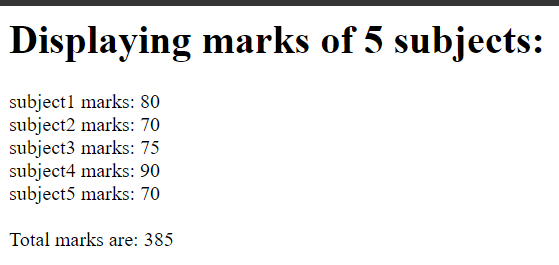 Displaying marks of 5 subjects:
subject1 marks: 80
subject2 marks: 70
subject3 marks: 75
subject4 marks: 90
subject5 marks: 70
Total marks are: 385